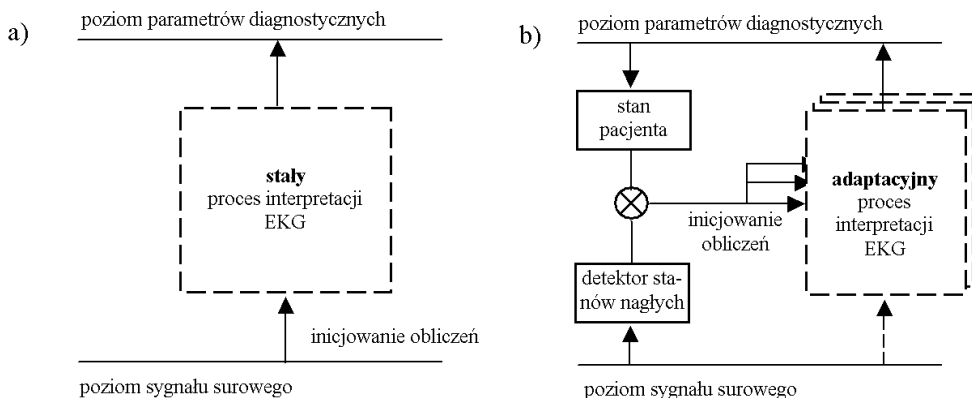 a)
poziom parametrów diagnostycznych
stały
proces interpretacji
EKG
inicjowanie obliczeń
poziom sygnału surowego
b)
poziom parametrów diagnostycznych
stan
pacjenta
inicjowanie
obliczeń
detektor sta-
nów nagłych
adaptacyjny
proces
interpretacji
EKG
poziom sygnału surowego